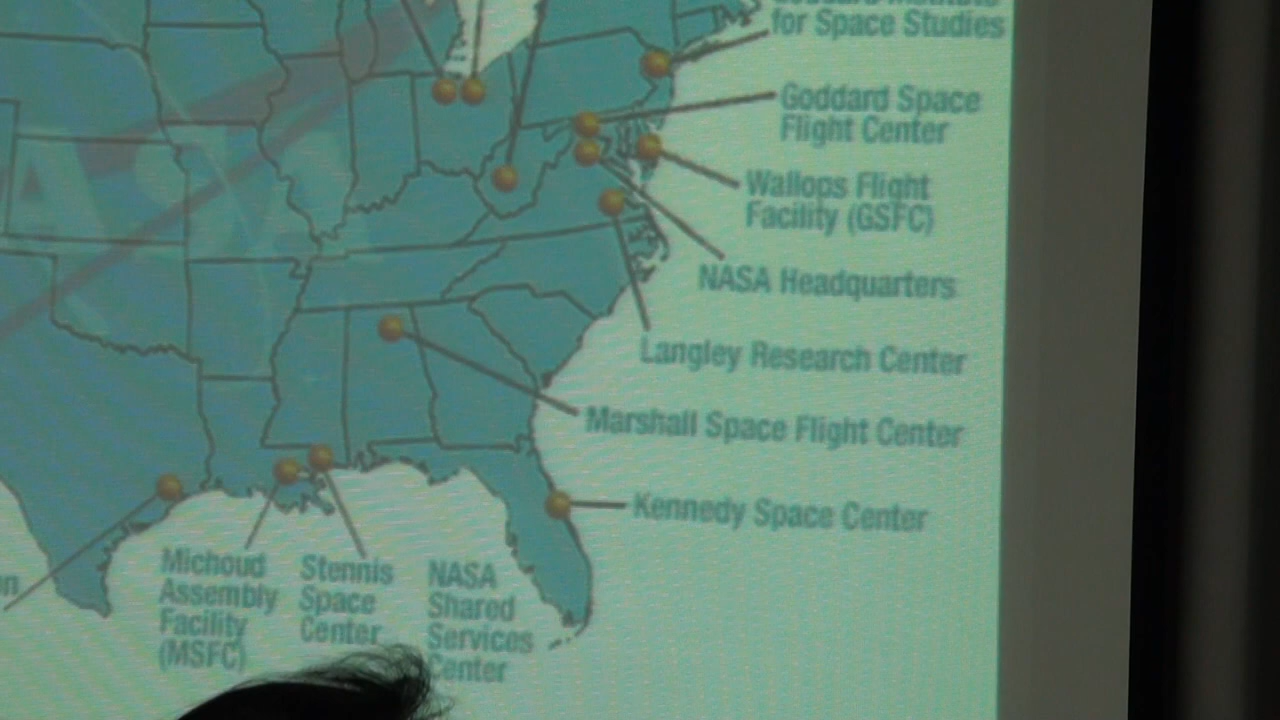 for Space Studies
Goddard Space
Flight Center
Wallops Flight
Facility (GSFC)
NASA Headquarters
Langley Research Center
Marshall Space Flight Center
Kennedy Space Center
Michoud
Assembly
Facility
(MSFC)
Stennis
Space
Center
NASA
Shared
Services
Center